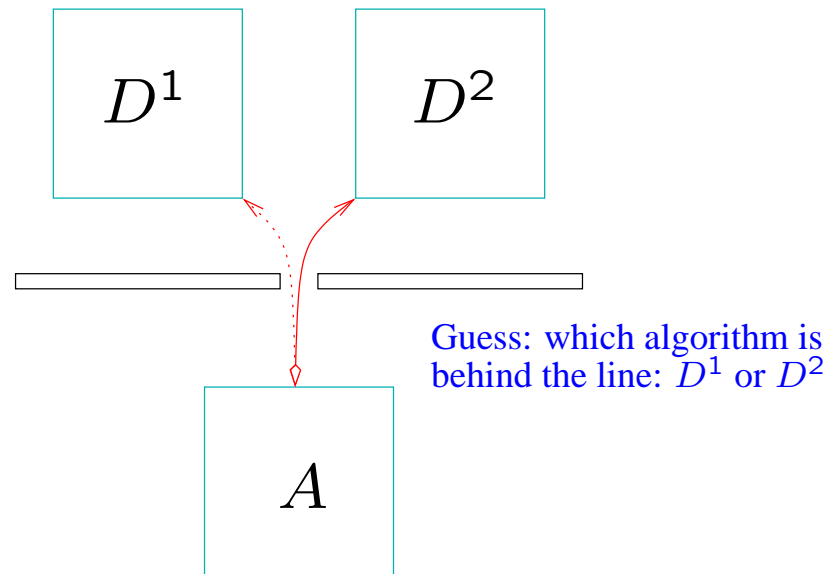 D¹ D²
Guess: which algorithm is
behind the line: D¹ or D²
A